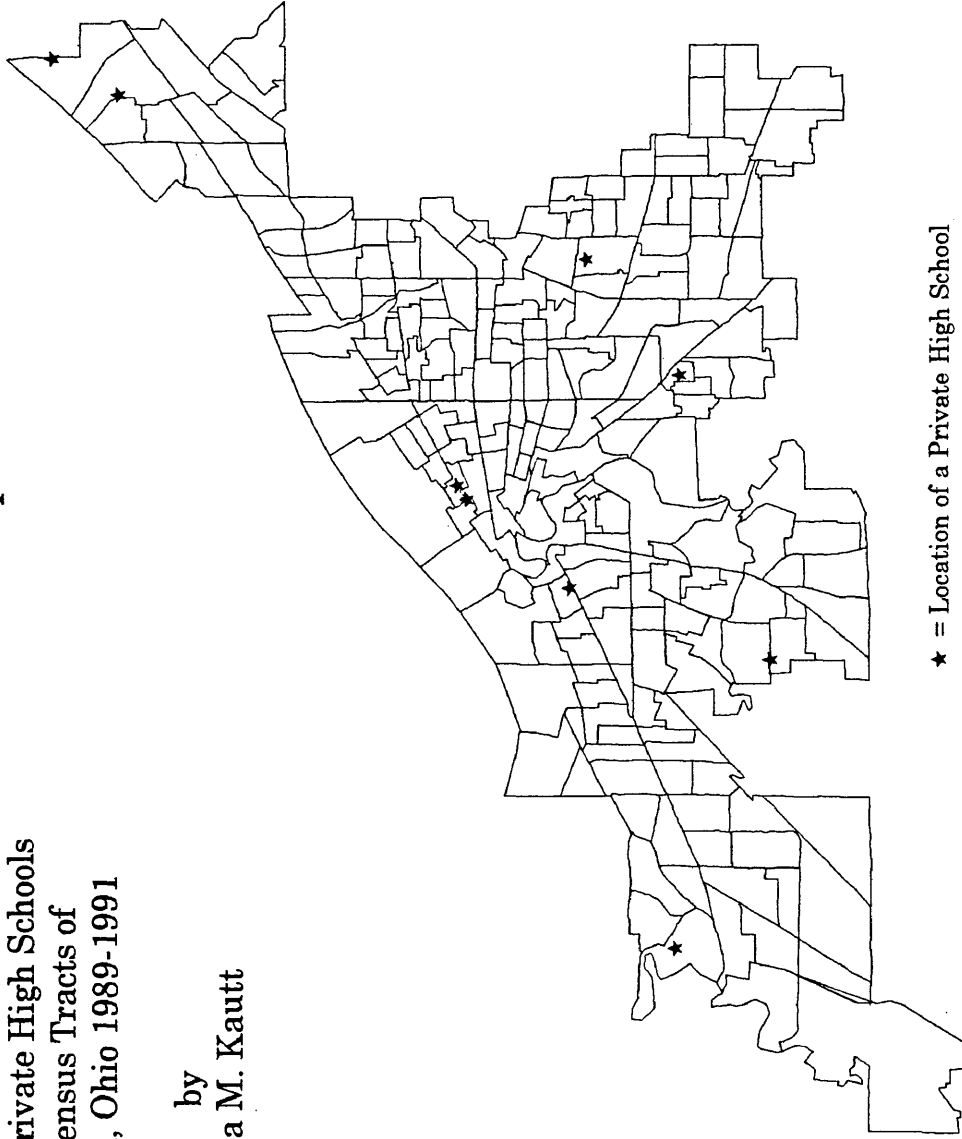 rivate High Schools
ensus Tracts of
, Ohio 1989-1991
by
a M. Kautt
★ = Location of a Private High School